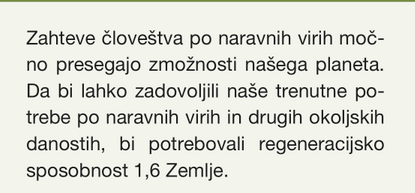 Zahteve človeštva po naravnih virih moč-
no presegajo zmožnosti našega planeta.
Da bi lahko zadovoljili naše trenutne po-
trebe po naravnih virih in drugih okoljskih
danostih, bi potrebovali regeneracijsko
sposobnost 1,6 Zemlje.